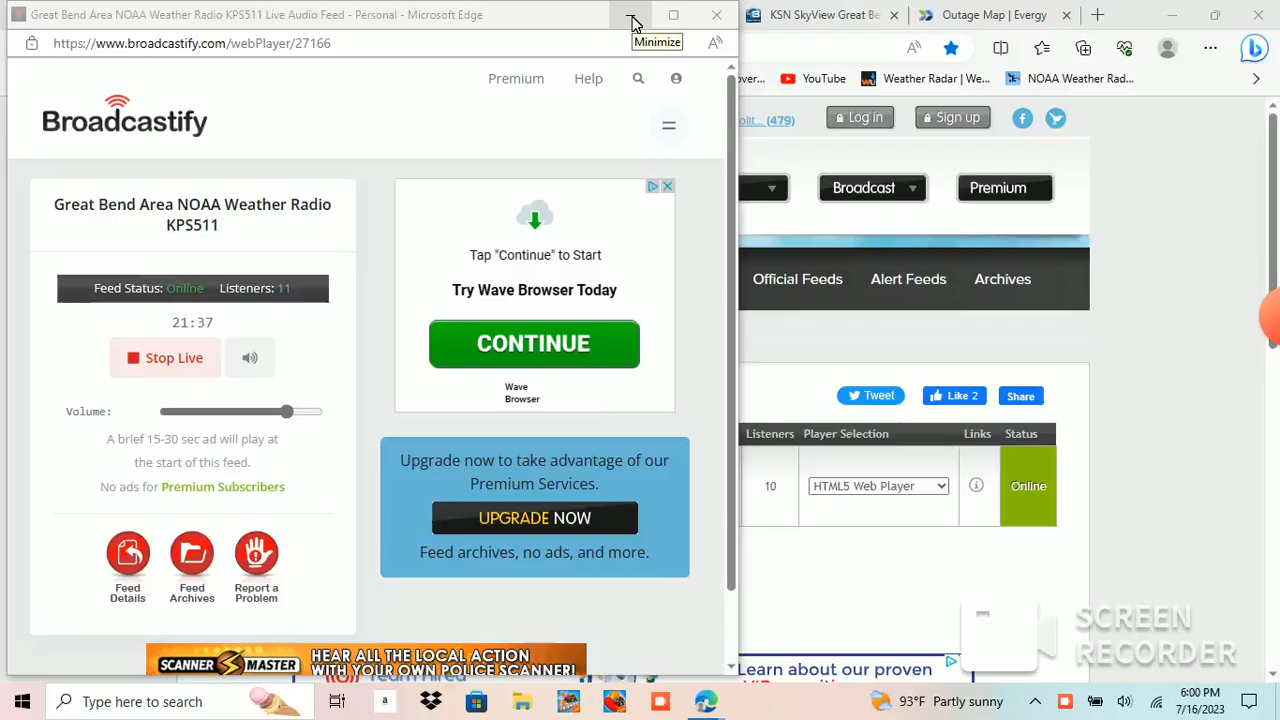 Great Bend Area NOAA Weather Radio KPS511 Live Audio Feed - Personal - Microsoft Edge
KSN SkyView Great Be
Outage Map | Evergy
https://www.broadcastify.com/webPlayer/27166
Minimize
YouTube
Weather Radar | We...
NOAA Weather Rad...
Premium
Help
Broadcastify
(479)
Log in
Sign up
Broadcast
Premium
Great Bend Area NOAA Weather Radio
KPS511
Feed Status: Online Listeners: 11
21:37
Stop Live
Volume:
A brief 15-30 sec ad will play at
the start of this feed.
No ads for Premium Subscribers
Feed
Details
Feed
Archives
Report a
Problem
Tap "Continue" to Start
Try Wave Browser Today
CONTINUE
Wave
Browser
Upgrade now to take advantage of our
Premium Services.
UPGRADE NOW
Feed archives, no ads, and more.
Official Feeds
Alert Feeds
Archives
Tweet
Like 2
Share
Listeners
Player Selection
Links
Status
10
HTML5 Web Player
Online
SCANNER MASTER
HEAR ALL THE LOCAL ACTION
WITH YOUR OWN POLICE SCANNER!
Learn about our proven
SCREEN
RECORDER
Type here to search
93°F Partly sunny
6:00 PM
7/16/2023